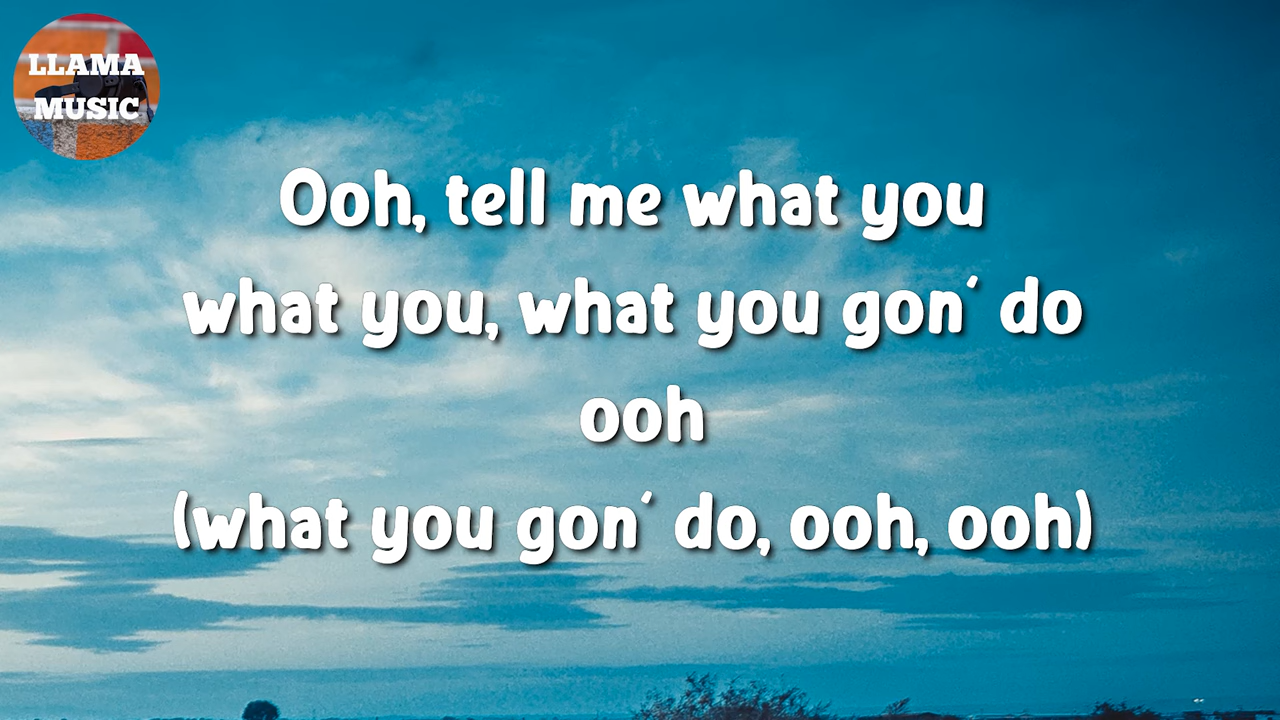 LLAMA
MUSIC
Ooh, tell me what you
what you, what you gon' do
ooh
(what you gon' do, ooh, ooh)